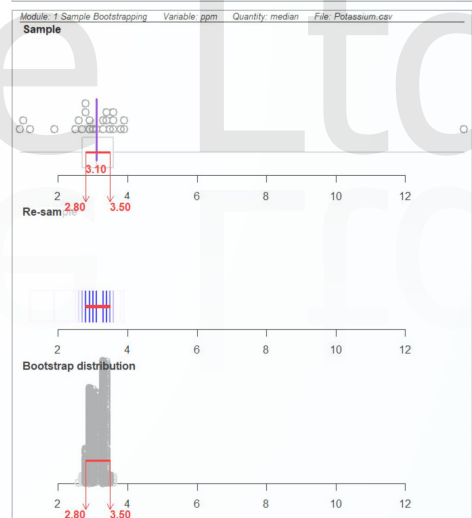 Module: 1 Sample Bootstrapping Variable: ppm Quantity: median File: Potassium.csv
Sample
3.10
2 4 6 8 10 12
2.80 3.50
Re-sample
2 4 6 8 10 12
Bootstrap distribution
2 4 6 8 10 12
2.80 3.50